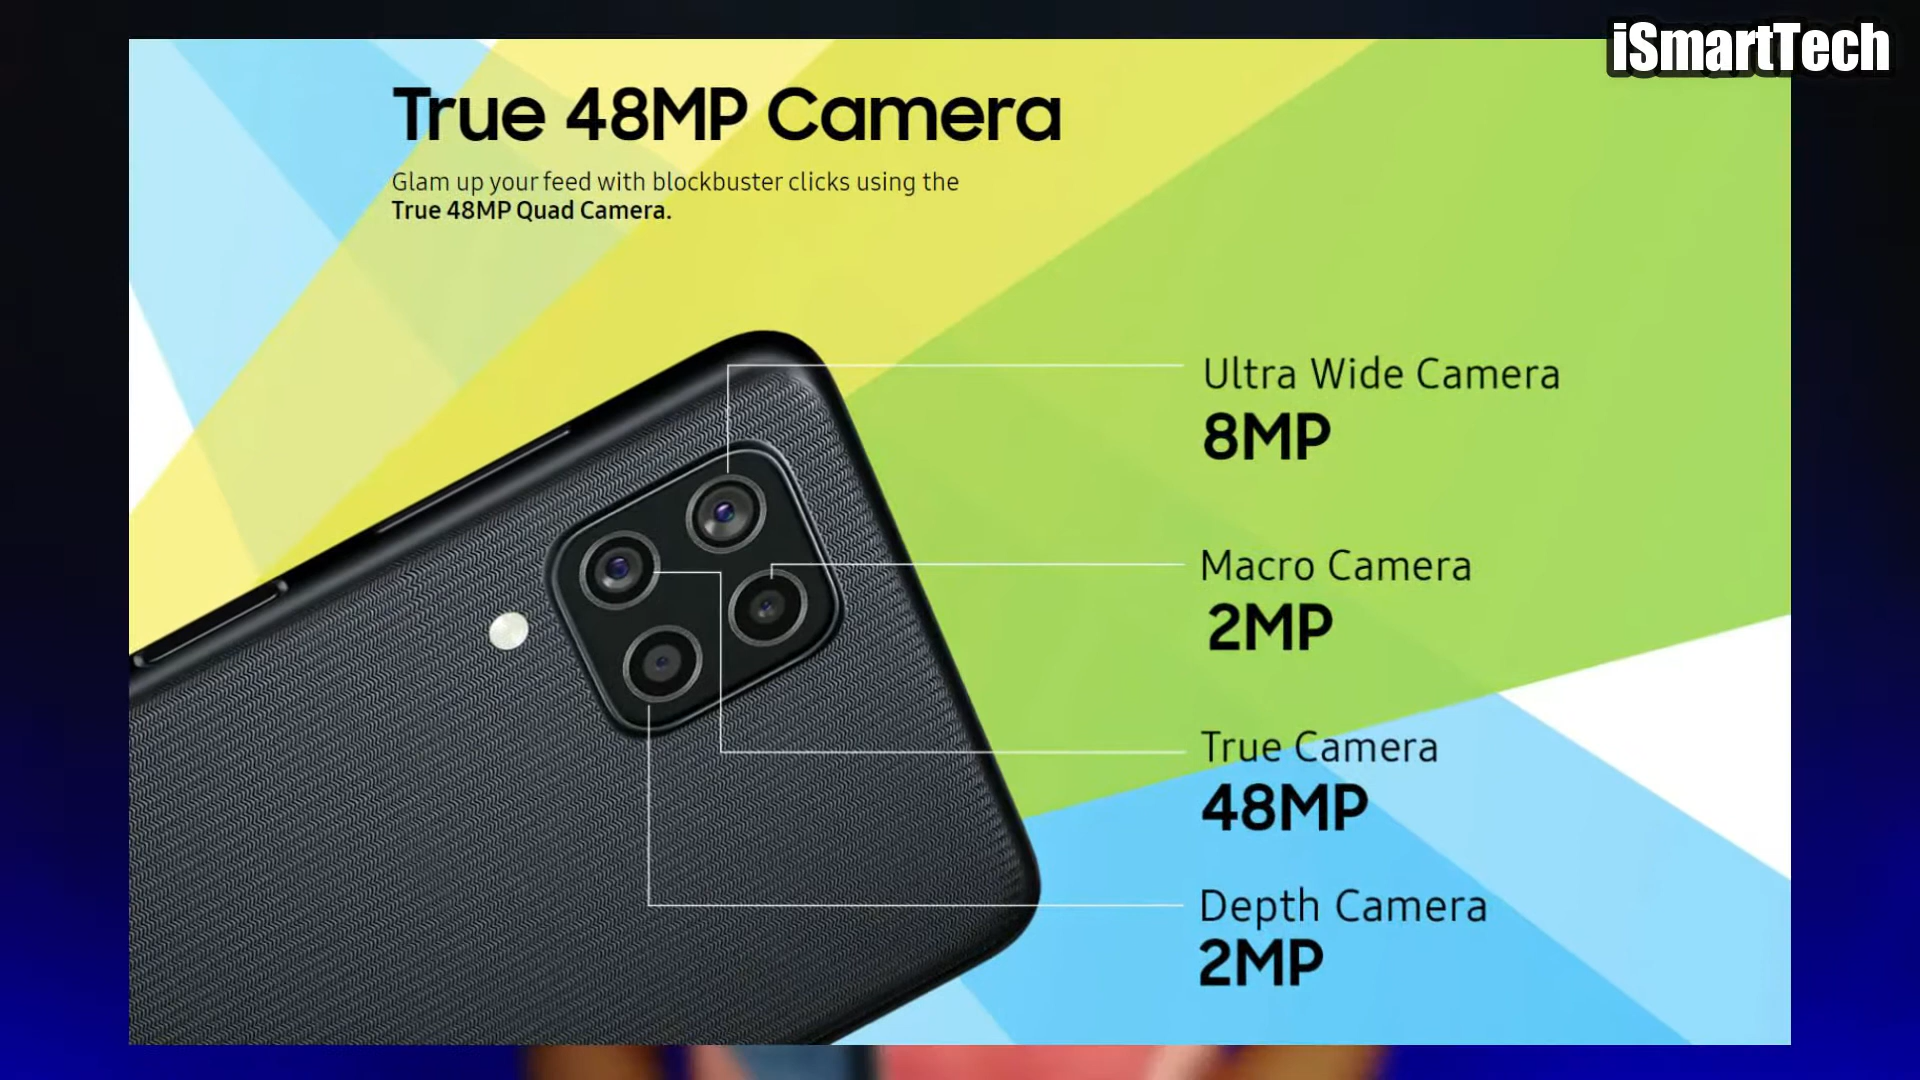 iSmartTech
True 48MP Camera
Glam up your feed with blockbuster clicks using the
True 48MP Quad Camera.
Ultra Wide Camera
8MP
Macro Camera
2MP
True Camera
48MP
Depth Camera
2MP